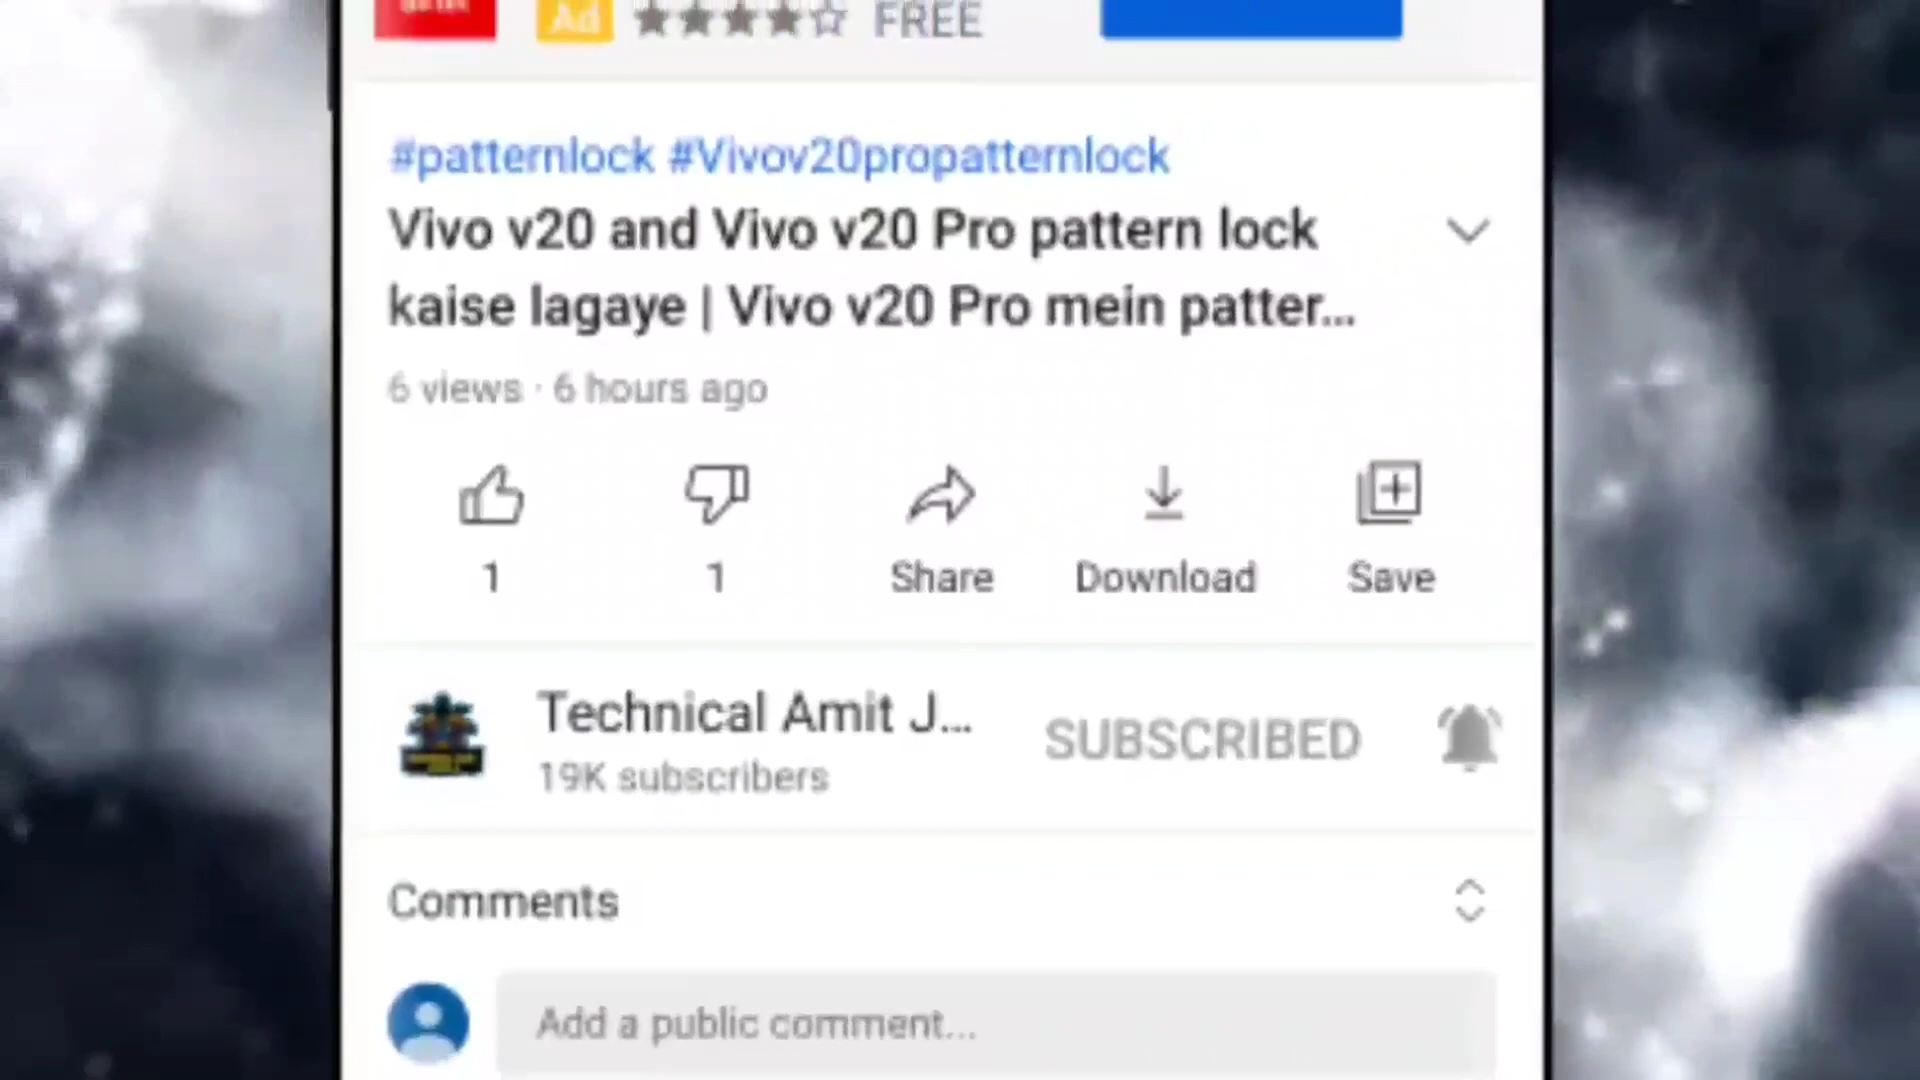 Ad FREE
#patternlock #Vivov20propatternlock
Vivo v20 and Vivo v20 Pro pattern lock
kaise lagaye | Vivo v20 Pro mein patter...
6 views · 6 hours ago
1 1 Share Download Save
Technical Amit J... SUBSCRIBED
19K subscribers
Comments
Add a public comment...